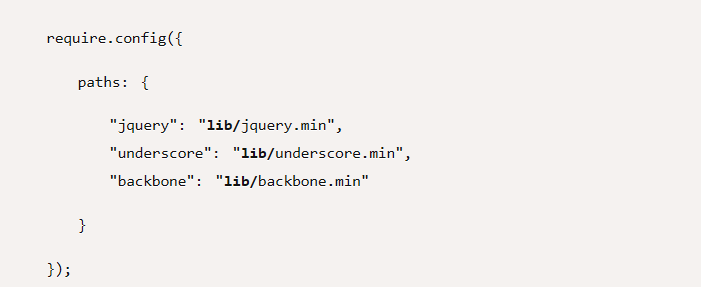 require.config({
paths: {
"jquery": "lib/jquery.min",
"underscore": "lib/underscore.min",
"backbone": "lib/backbone.min"
}
});